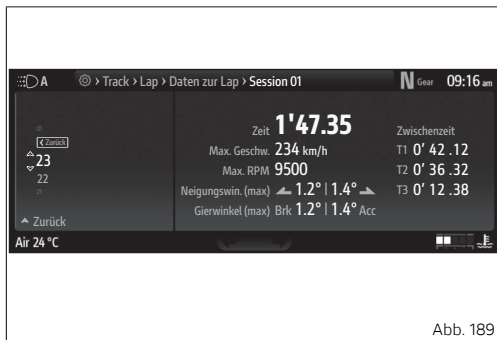 A > Track > Lap > Daten zur Lap > Session 01 N Gear 09:16 am
Zurück
23
22
Zurück
Zeit 1'47.35
Max. Geschw. 234 km/h
Max. RPM 9500
Neigungswin. (max) 1.2° | 1.4°
Gierwinkel (max) Brk 1.2° | 1.4° Acc
Zwischenzeit
T1 0' 42 .12
T2 0' 36 .32
T3 0' 12 .38
Air 24 °C
Abb. 189